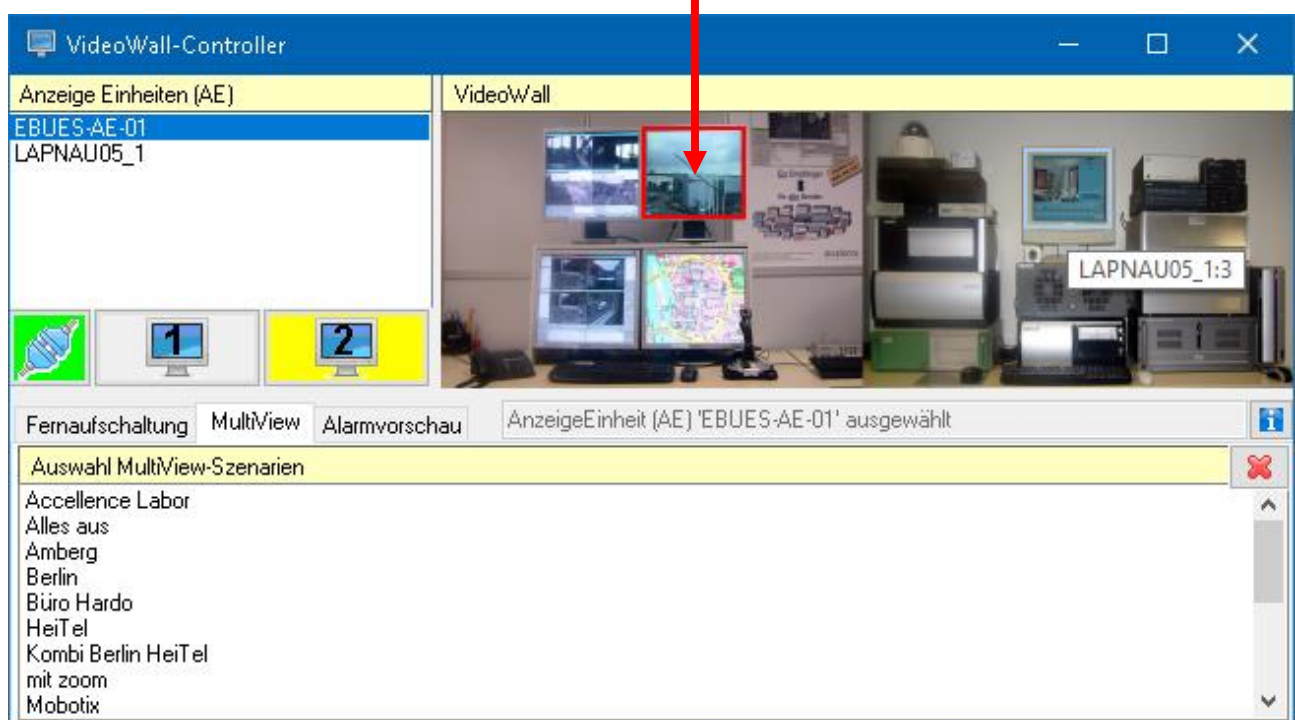 VideoWall-Controller
Anzeige Einheiten (AE)
VideoWall
EBUES-AE-01
LAPNAU05_1
LAPNAU05_1:3
1
2
Fernaufschaltung
MultiView
Alarmvorschau
AnzeigeEinheit (AE) 'EBUES-AE-01' ausgewählt
Auswahl MultiView-Szenarien
Accellence Labor
Alles aus
Amberg
Berlin
Büro Hardo
HeiTel
Kombi Berlin HeiTel
mit zoom
Mobotix